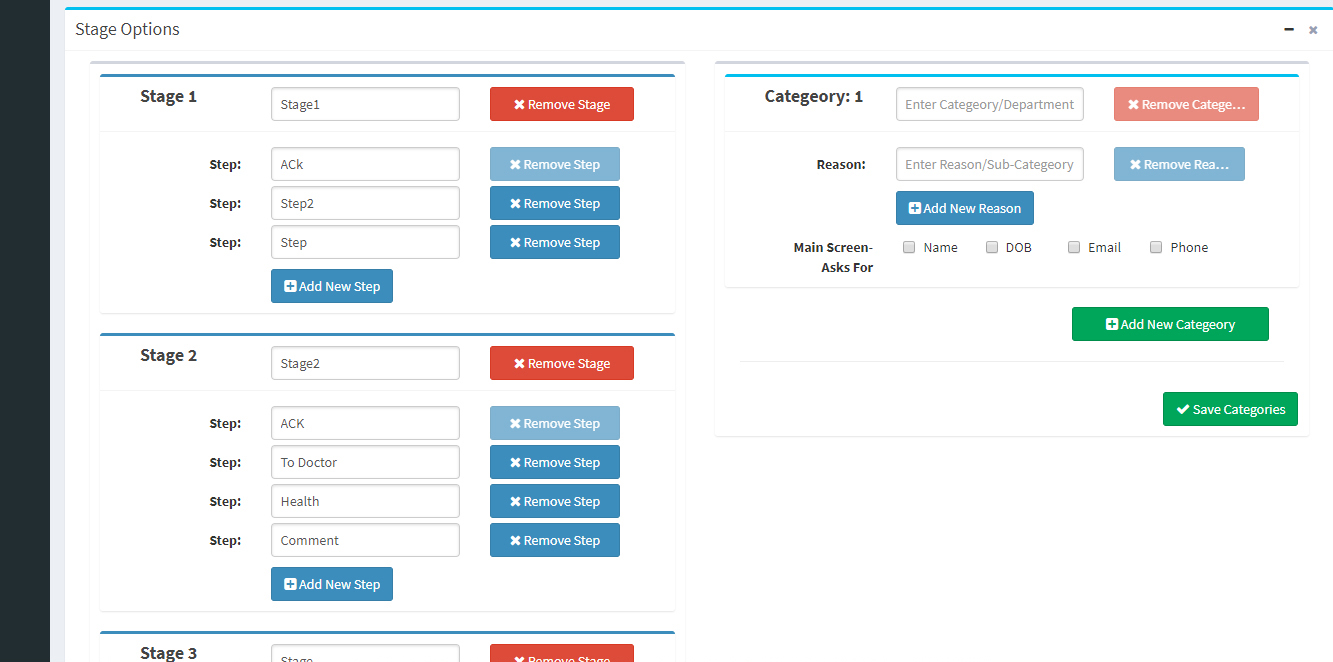 Stage Options
Stage 1 Stage1 Remove Stage
Step: ACk Remove Step
Step: Step2 Remove Step
Step: Step Remove Step
Add New Step
Stage 2 Stage2 Remove Stage
Step: ACK Remove Step
Step: To Doctor Remove Step
Step: Health Remove Step
Step: Comment Remove Step
Add New Step
Stage 3 Stage Remove Stage
Categeory: 1 Enter Categeory/Department Remove Catege...
Reason: Enter Reason/Sub-Categeory Remove Rea...
Add New Reason
Main Screen- Name DOB Email Phone
Asks For
Add New Categeory
Save Categories